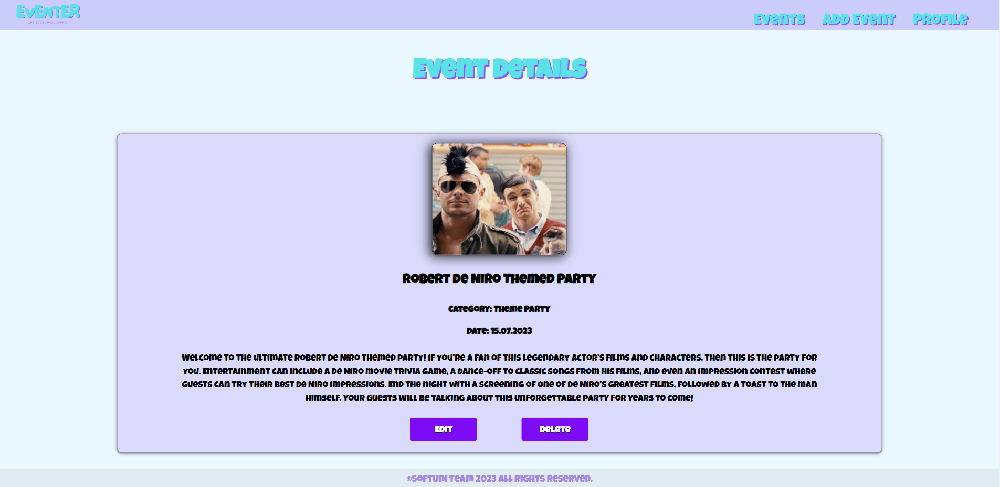 EVENTER
ADD YOUR LOCAL EVENTS
Events Add Event Profile
Event Details
Robert De Niro Themed Party
Category: Theme Party
Date: 15.07.2023
Welcome to the ultimate Robert De Niro themed party! If you're a fan of this legendary actor's films and characters, then this is the party for
you. Entertainment can include a De Niro movie trivia game, a dance-off to classic songs from his films, and even an impression contest where
guests can try their best De Niro impressions. End the night with a screening of one of De Niro's greatest films, followed by a toast to the man
himself. Your guests will be talking about this unforgettable party for years to come!
Edit Delete
©SoftUni Team 2023 All rights reserved.